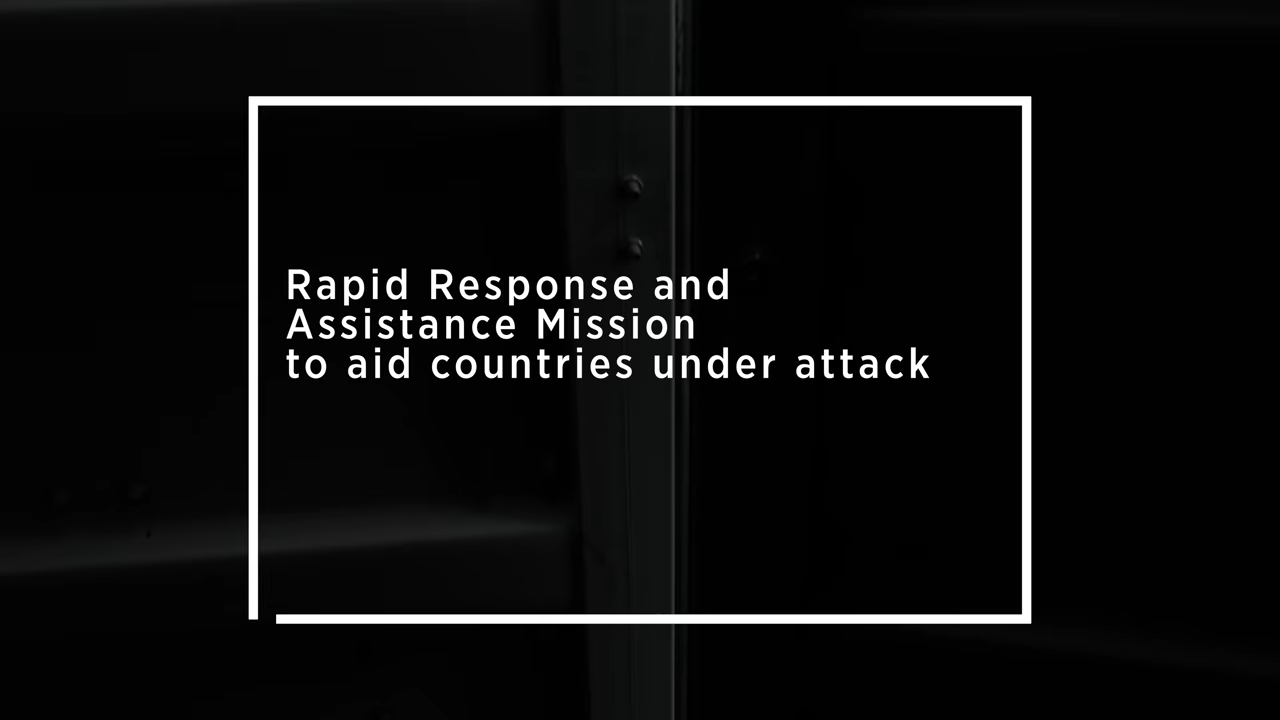 Rapid Response and
Assistance Mission
to aid countries under attack